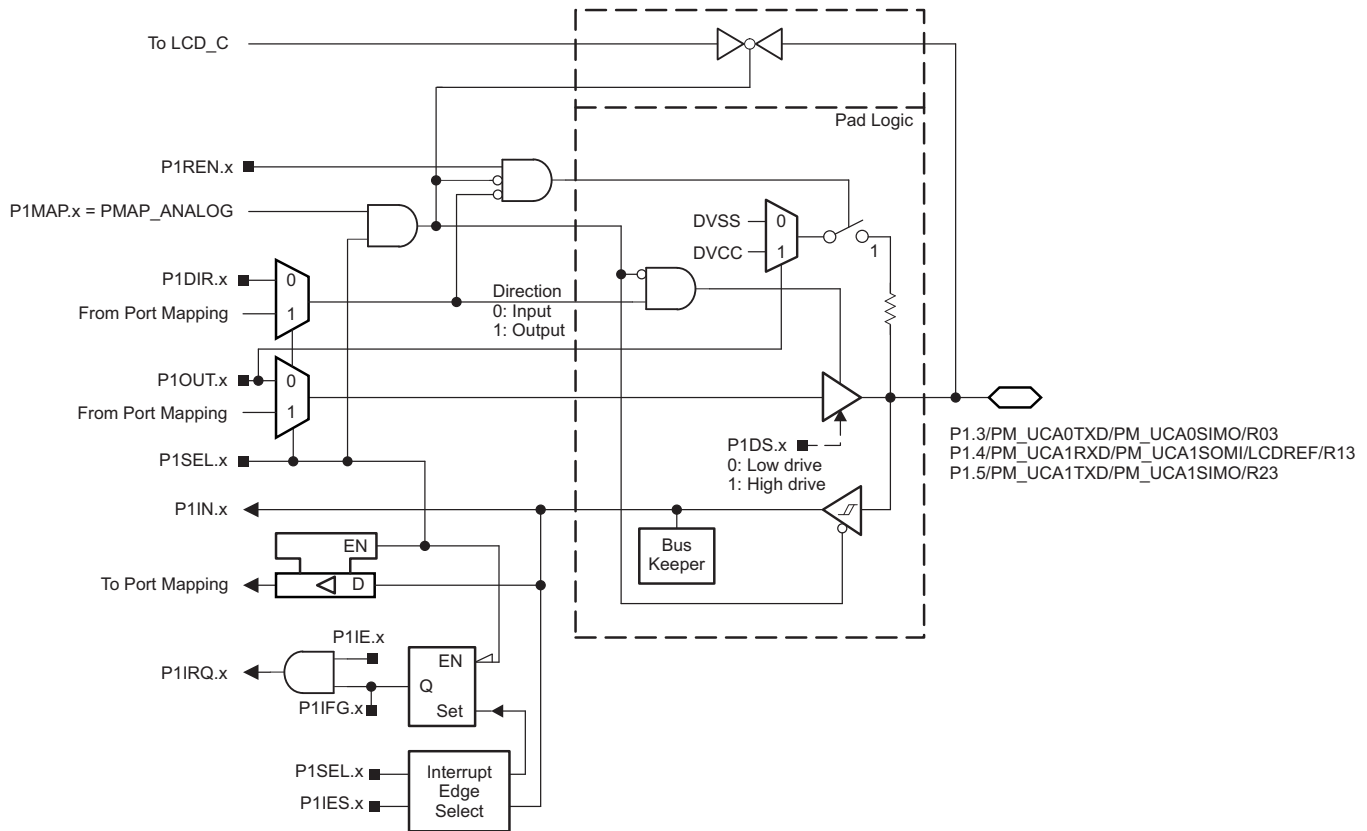 To LCD_C
Pad Logic
P1REN.x
P1MAP.x = PMAP_ANALOG
DVSS
0
DVCC
1
1
P1DIR.x
0
From Port Mapping
1
Direction
0: Input
1: Output
P1OUT.x
0
From Port Mapping
1
P1SEL.x
P1DS.x
0: Low drive
1: High drive
P1.3/PM_UCA0TXD/PM_UCA0SIMO/R03
P1.4/PM_UCA1RXD/PM_UCA1SOMI/LCDREF/R13
P1.5/PM_UCA1TXD/PM_UCA1SIMO/R23
P1IN.x
Bus
Keeper
EN
To Port Mapping
D
P1IE.x
P1IRQ.x
EN
Q
P1IFG.x
Set
P1SEL.x
P1IES.x
Interrupt
Edge
Select